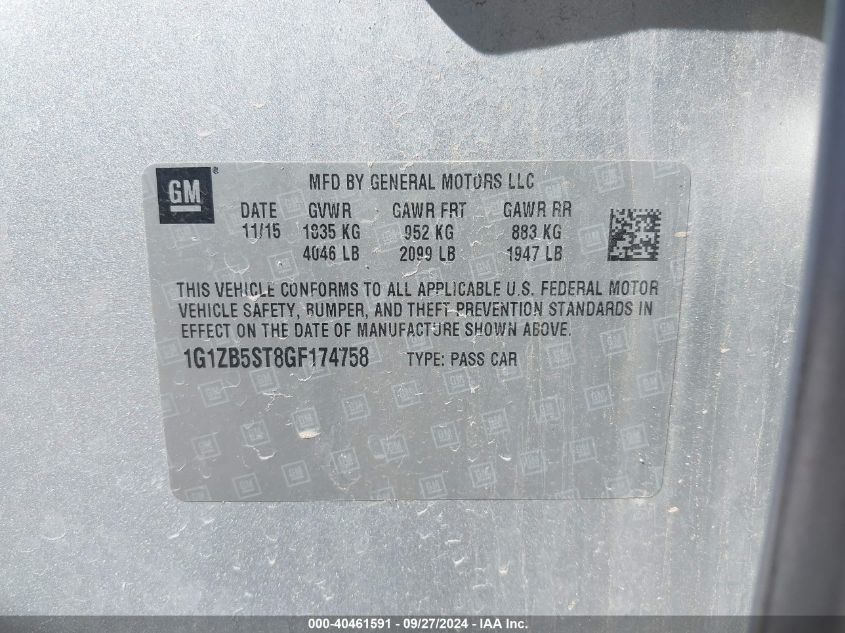 GM ®
MFD BY GENERAL MOTORS LLC
DATE GVWR GAWR FRT GAWR RR
11/15 1835 KG 952 KG 883 KG
4046 LB 2099 LB 1947 LB
THIS VEHICLE CONFORMS TO ALL APPLICABLE U.S. FEDERAL MOTOR
VEHICLE SAFETY, BUMPER, AND THEFT PREVENTION STANDARDS IN
EFFECT ON THE DATE OF MANUFACTURE SHOWN ABOVE.
1G1ZB5ST8GF174758 TYPE: PASS CAR
000-40461591 - 09/27/2024 - IAA Inc.